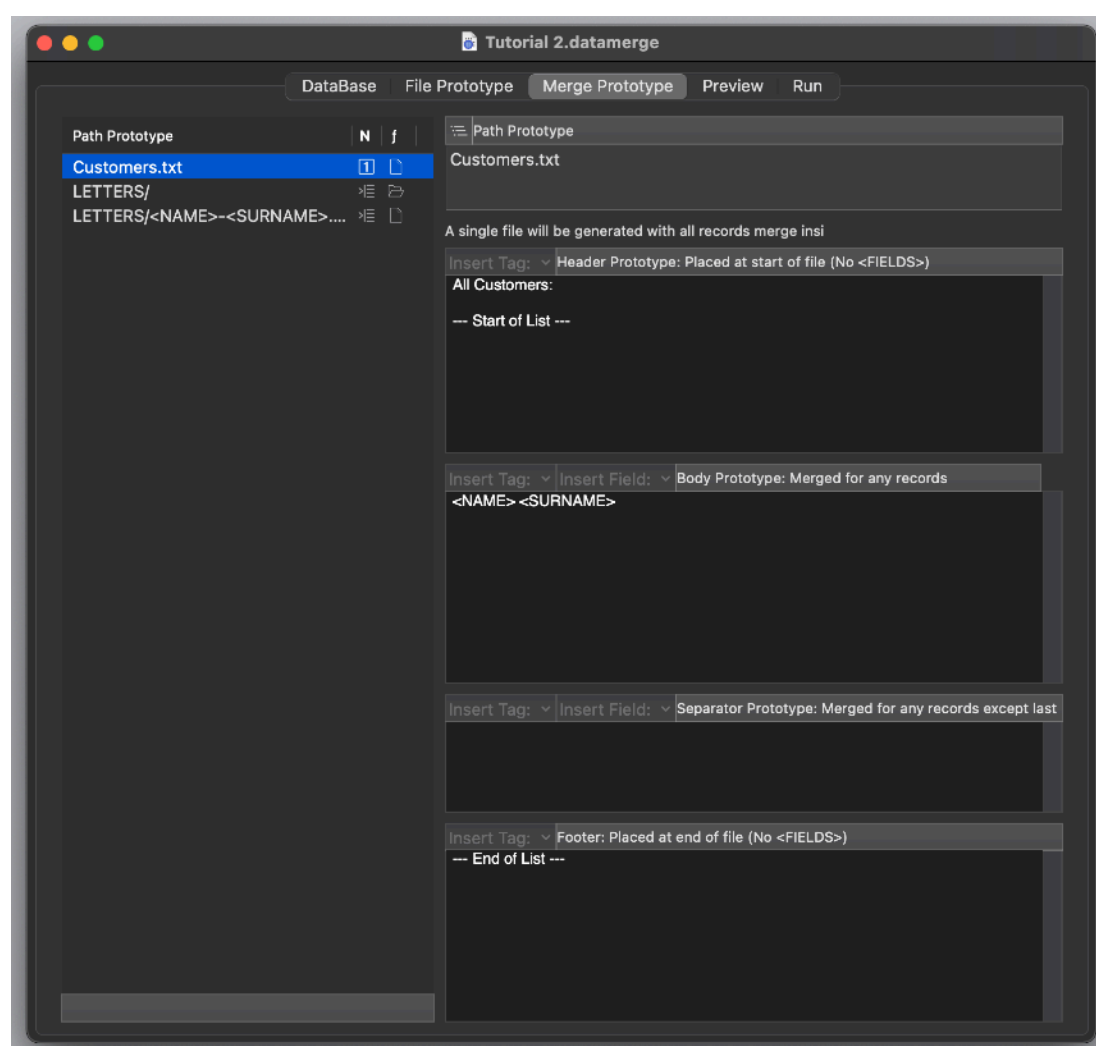 Tutorial 2.datamerge
DataBase File Prototype Merge Prototype Preview Run
Path Prototype N f
Customers.txt 1
LETTERS/
LETTERS/<NAME>-<SURNAME>....
Path Prototype
Customers.txt
A single file will be generated with all records merge insi
Insert Tag: Header Prototype: Placed at start of file (No <FIELDS>)
All Customers:
--- Start of List ---
Insert Tag: Insert Field: Body Prototype: Merged for any records
<NAME> <SURNAME>
Insert Tag: Insert Field: Separator Prototype: Merged for any records except last
Insert Tag: Footer: Placed at end of file (No <FIELDS>)
--- End of List ---